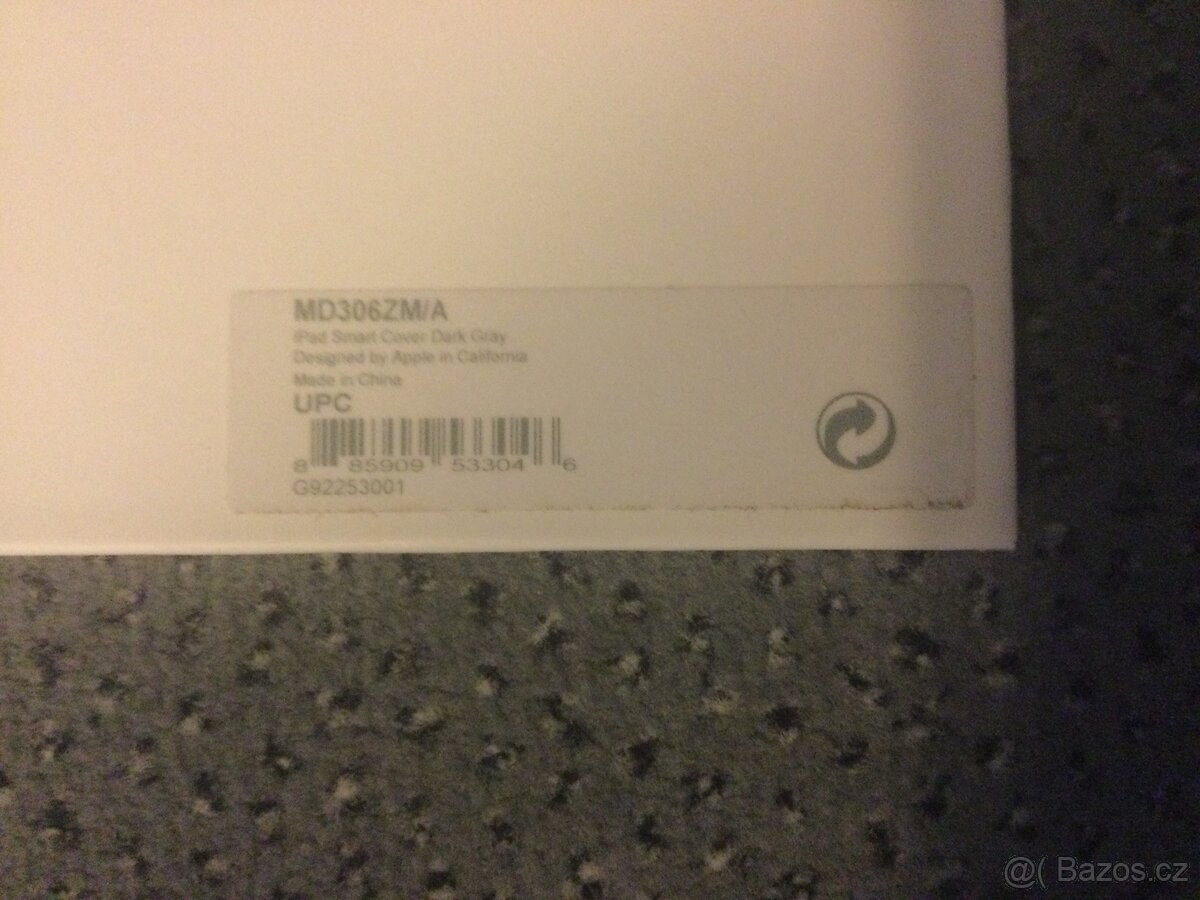 MD306ZM/A
iPad Smart Cover Dark Gray
Designed by Apple in California
Made in China
UPC
8 85909 53304 6
G92253001
@( Bazos.cz